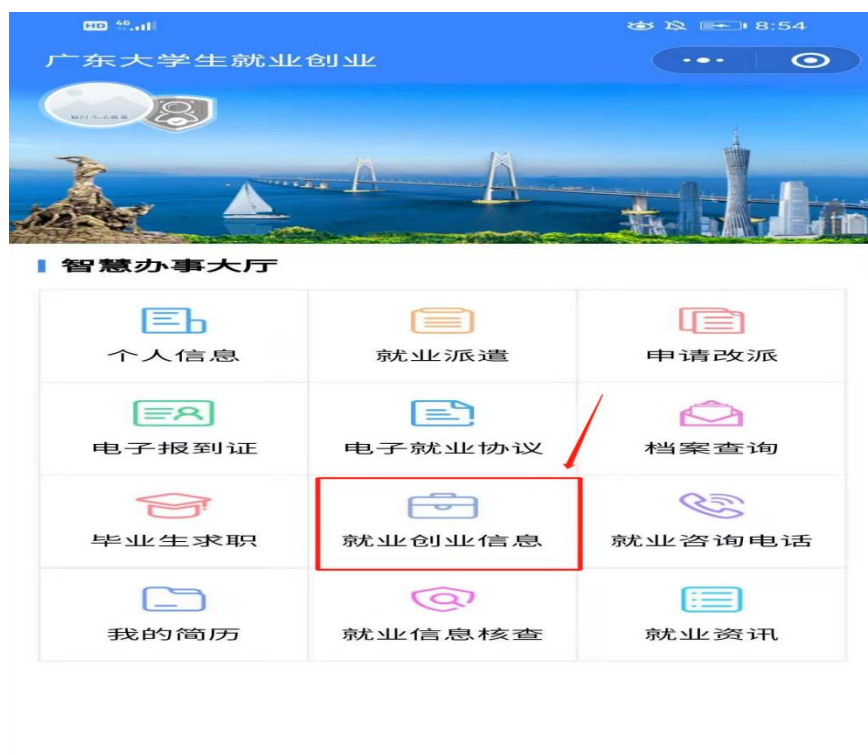 HD 4G 8:54
广东大学生就业创业
智慧办事大厅
个人信息 就业派遣 申请改派
电子报到证 电子就业协议 档案查询
毕业生求职 就业创业信息 就业咨询电话
我的简历 就业信息核查 就业资讯